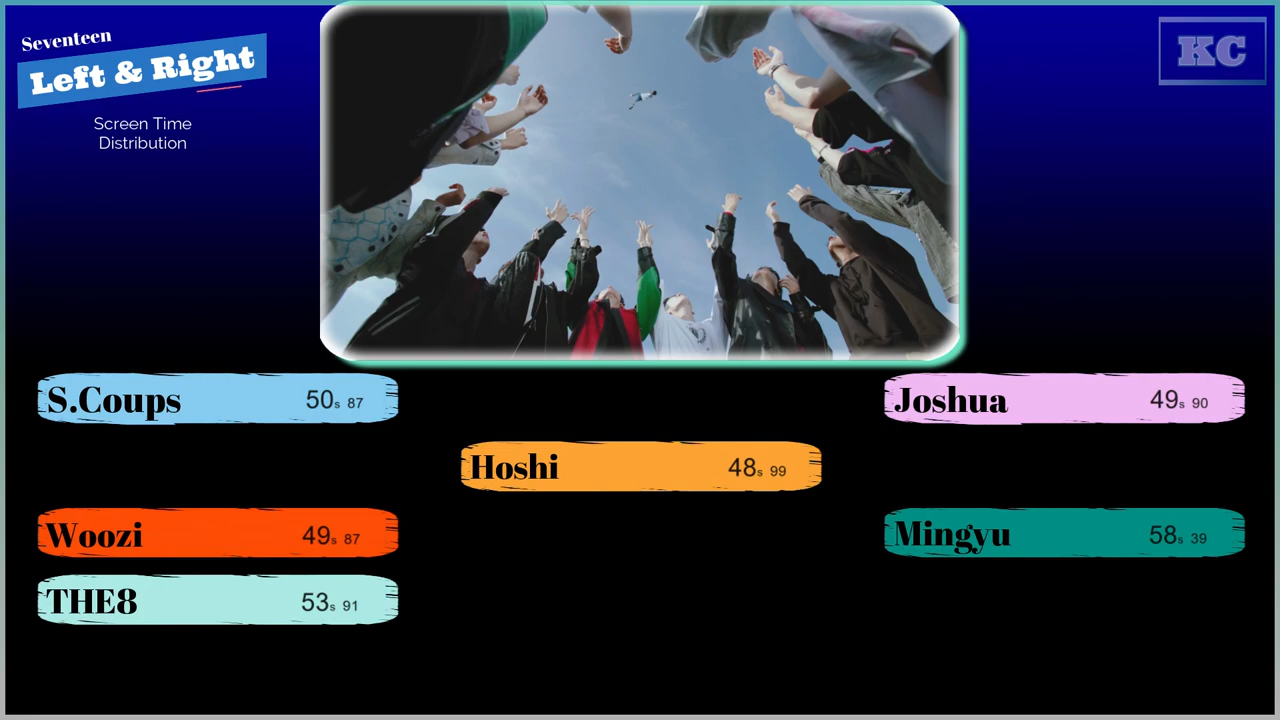 Seventeen
Left & Right
Screen Time
Distribution
KC
S.Coups 50s 87
Joshua 49s 90
Hoshi 48s 99
Woozi 49s 87
Mingyu 58s 39
THE8 53s 91